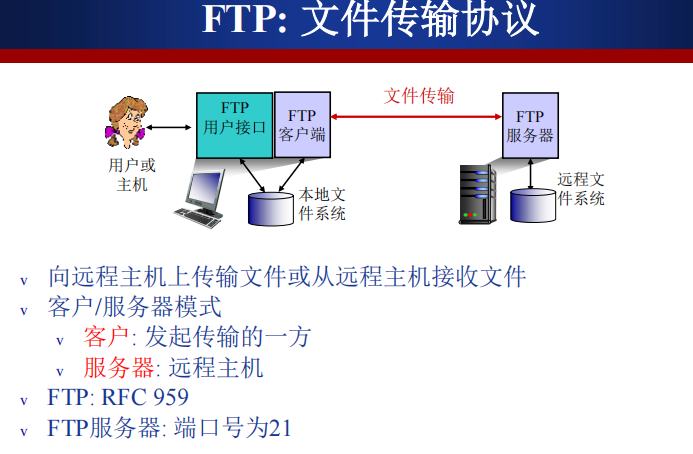 FTP: 文件传输协议
文件传输
FTP
用户接口
FTP
客户端
FTP
服务器
用户或
主机
本地文
件系统
远程文
件系统
v 向远程主机上传输文件或从远程主机接收文件
v 客户/服务器模式
v 客户: 发起传输的一方
v 服务器: 远程主机
v FTP: RFC 959
v FTP服务器: 端口号为21